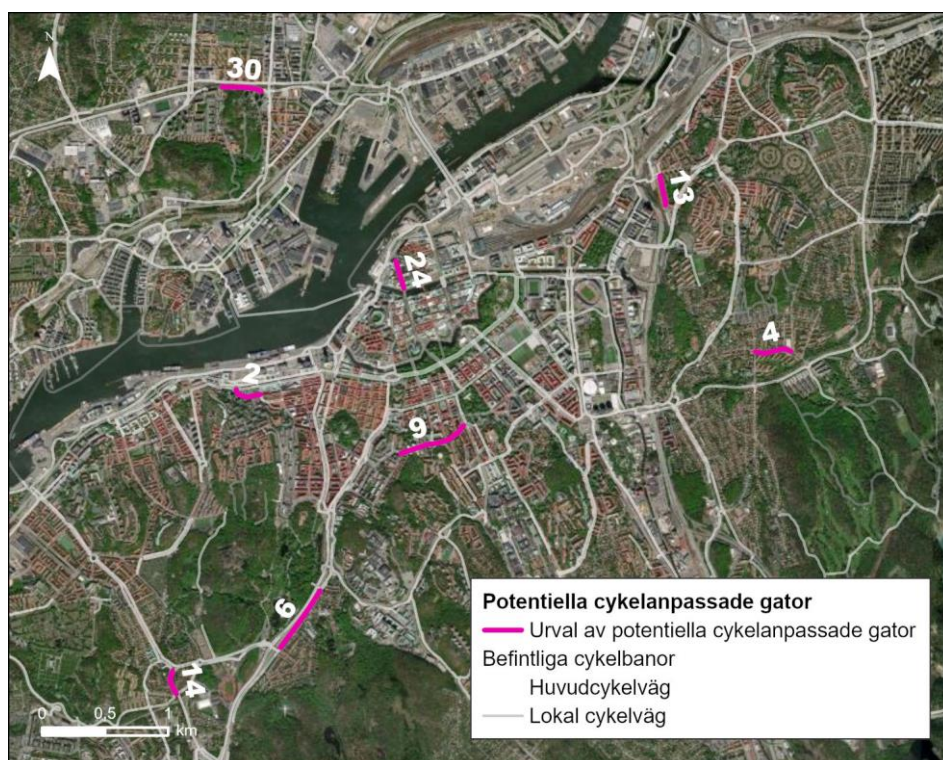 N
30
13
24
4
2
9
14
Potentiella cykelanpassade gator
Urval av potentiella cykelanpassade gator
Befintliga cykelbanor
Huvudcykelväg
Lokal cykelväg
0 0,5 1
km